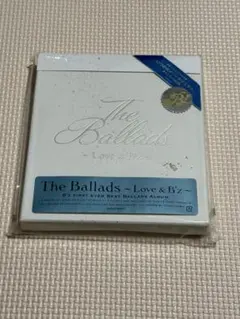 The
Ballads
~ Love & B'z ~
The Ballads ~ Love & B'z ~
B'z FIRST EVER BEST BALLADS ALBUM